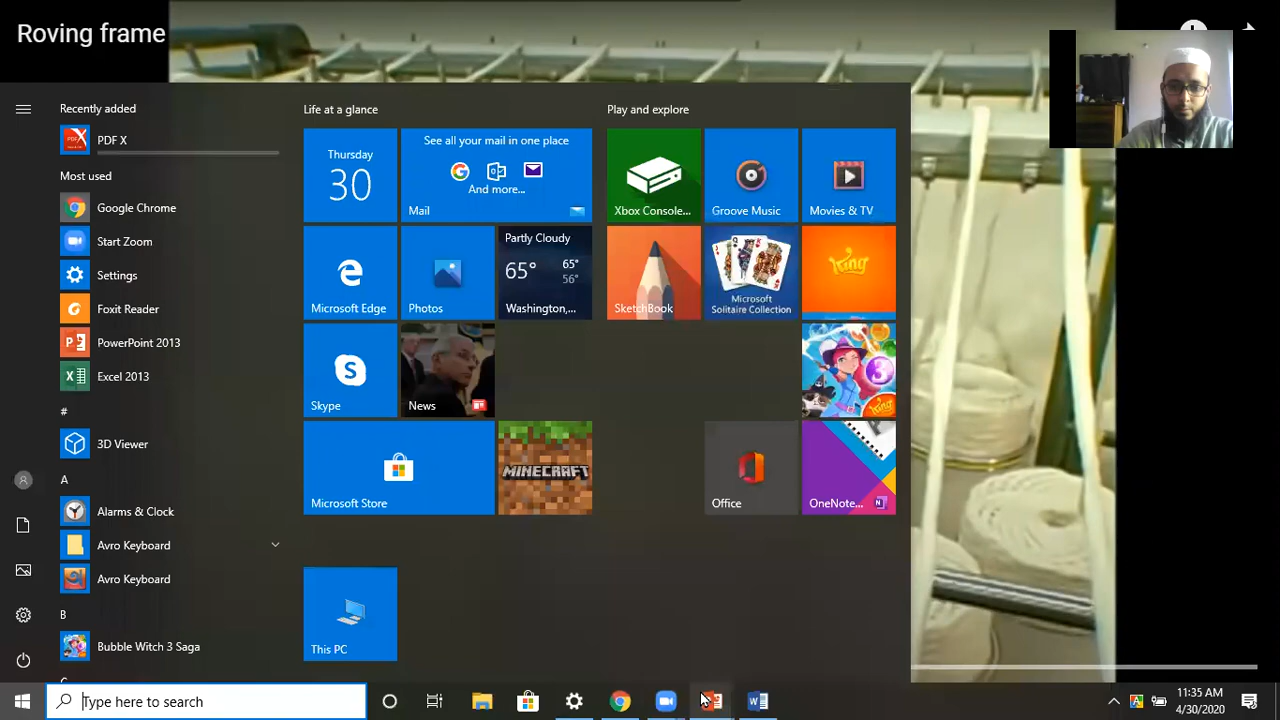 Roving frame
Recently added
PDF X
Most used
Google Chrome
Start Zoom
Settings
Foxit Reader
PowerPoint 2013
Excel 2013
#
3D Viewer
A
Alarms & Clock
Avro Keyboard
Avro Keyboard
B
Bubble Witch 3 Saga
Life at a glance
Thursday
30
See all your mail in one place
And more...
Mail
Microsoft Edge
Photos
Partly Cloudy
65° 65°
56°
Washington,...
Skype
News
Microsoft Store
MINECRAFT
This PC
Play and explore
Xbox Console...
Groove Music
Movies & TV
SketchBook
Microsoft
Solitaire Collection
King
3
King
Office
OneNote...
Type here to search
11:35 AM
4/30/2020